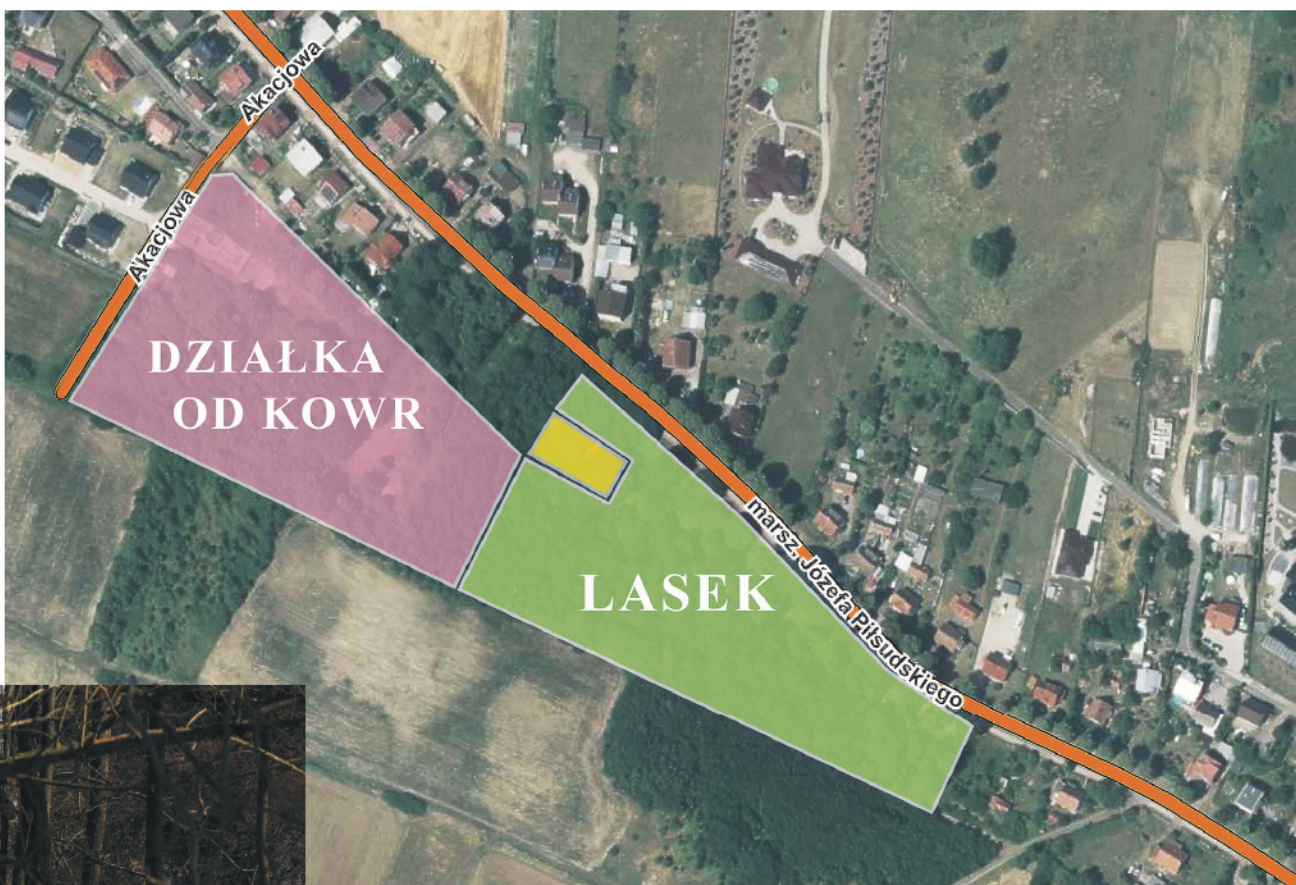 Akacjowa
Akacjowa
DZIAŁKA
OD KOWR
LASEK
marsz. Józefa Piłsudskiego